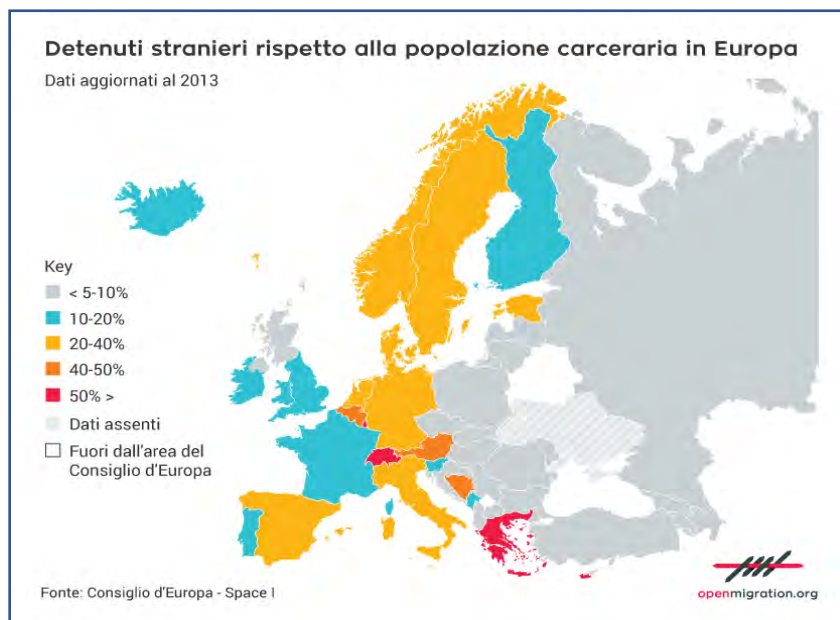 Detenuti stranieri rispetto alla popolazione carceraria in Europa
Dati aggiornati al 2013
Key
< 5-10%
10-20%
20-40%
40-50%
50% >
Dati assenti
Fuori dall'area del
Consiglio d'Europa
Fonte: Consiglio d'Europa - Space I
openmigration.org